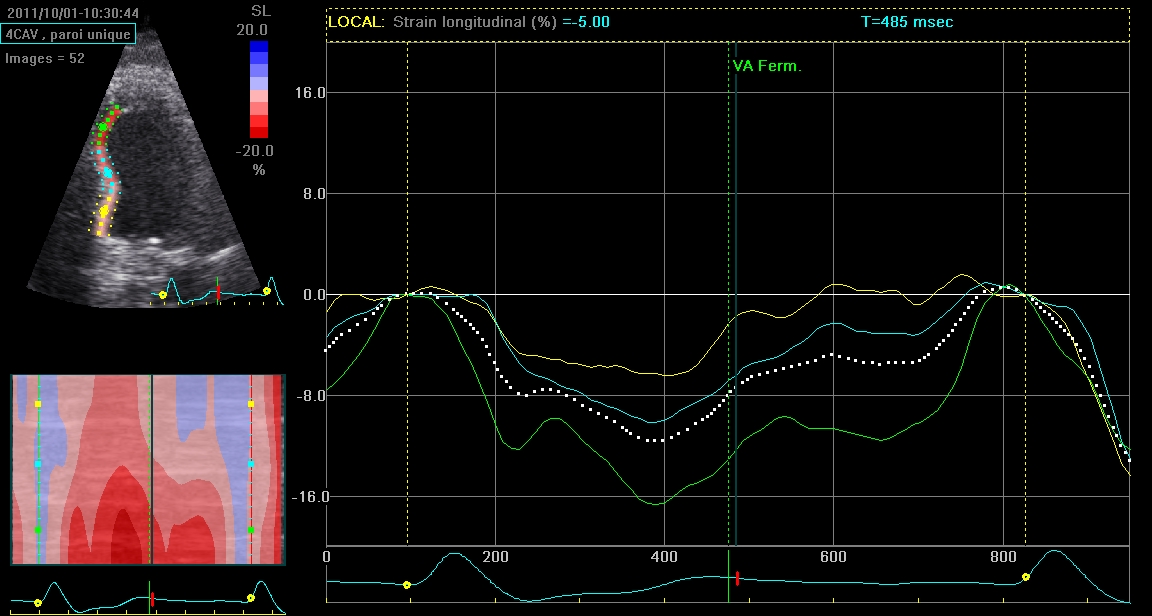 2011/10/01-10:30:44
4CAV , paroi unique
Images = 52
SL
20.0
-20.0
%
LOCAL: Strain longitudinal (%) =-5.00 T=485 msec
VA Ferm.
16.0
8.0
0.0
-8.0
-16.0
0 200 400 600 800